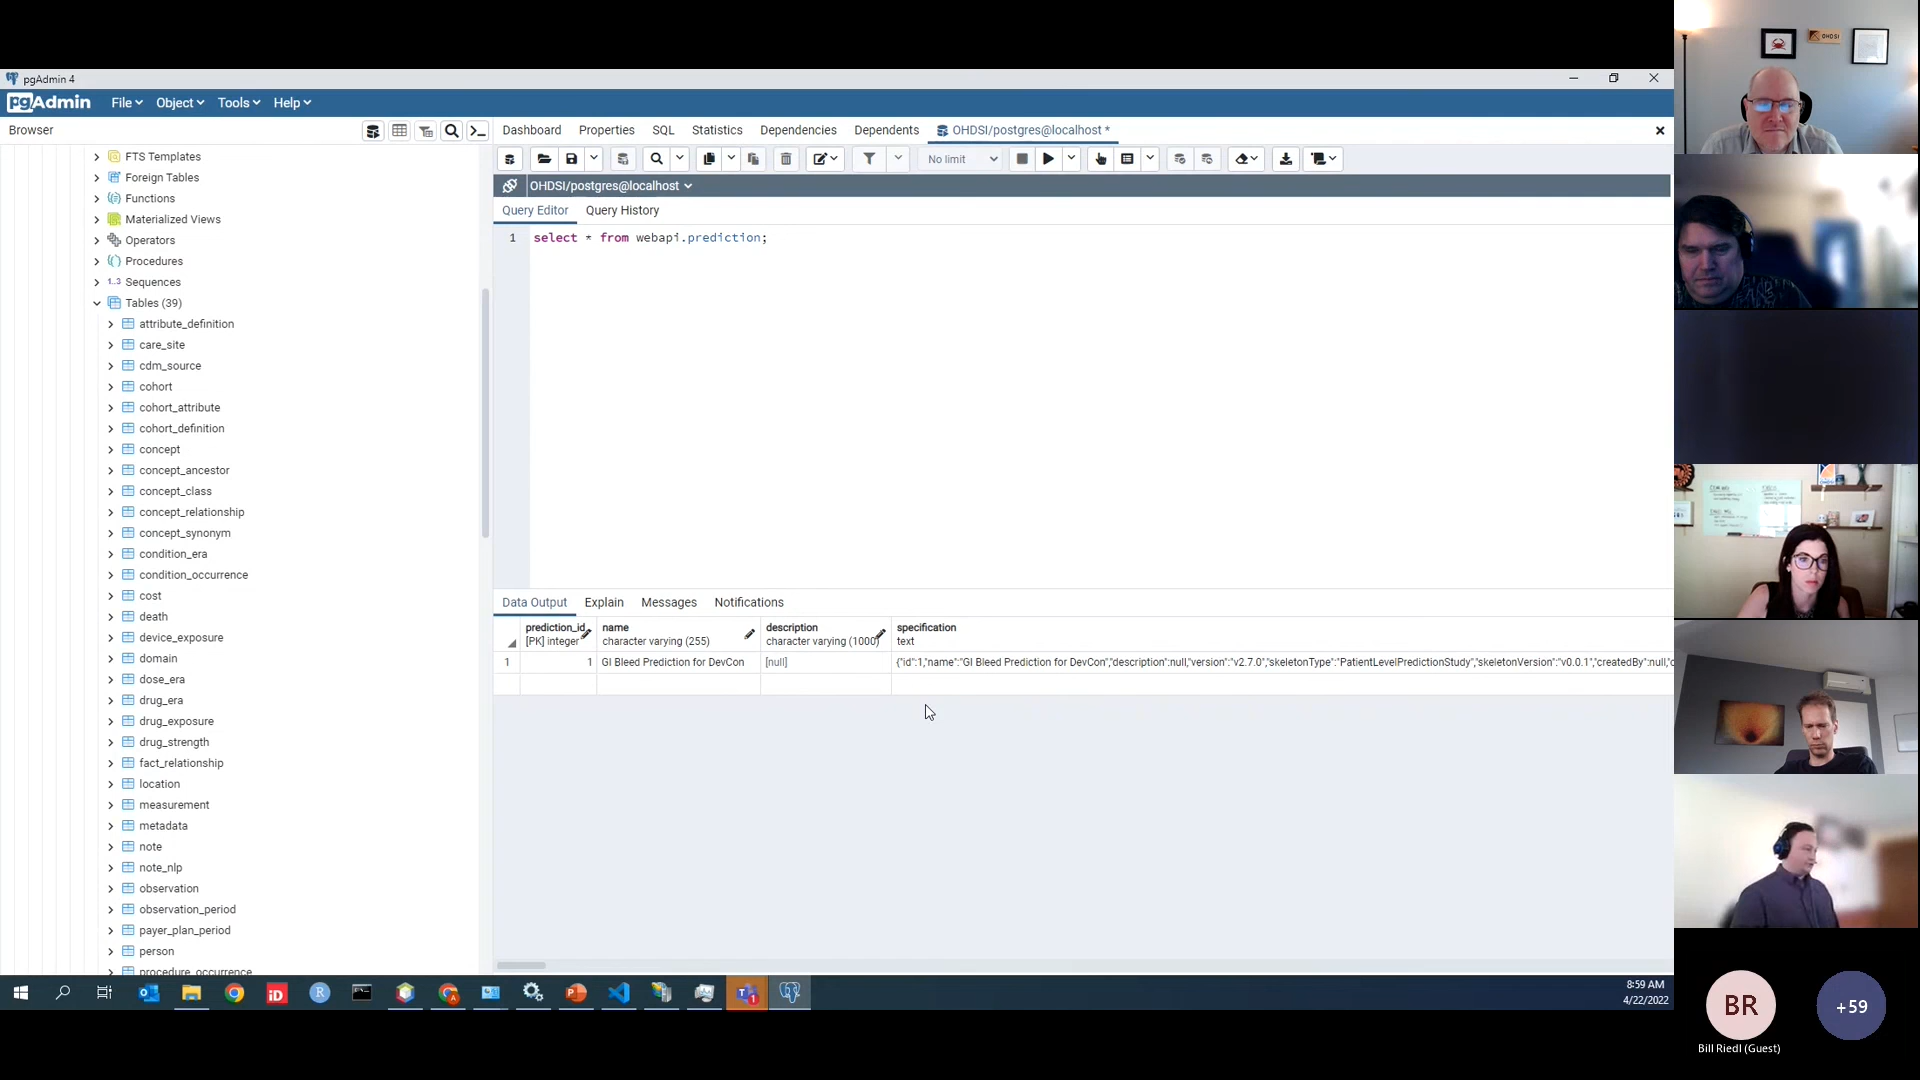 OHDSI
pgAdmin 4
pgAdmin
File
Object
Tools
Help
Browser
Dashboard
Properties
SQL
Statistics
Dependencies
Dependents
OHDSI/postgres@localhost *
No limit
OHDSI/postgres@localhost
Query Editor
Query History
1
select * from webapi.prediction;
FTS Templates
Foreign Tables
Functions
Materialized Views
Operators
Procedures
1..3 Sequences
Tables (39)
attribute_definition
care_site
cdm_source
cohort
cohort_attribute
cohort_definition
concept
concept_ancestor
concept_class
concept_relationship
concept_synonym
condition_era
condition_occurrence
cost
death
device_exposure
domain
dose_era
drug_era
drug_exposure
drug_strength
fact_relationship
location
measurement
metadata
note
note_nlp
observation
observation_period
payer_plan_period
person
procedure_occurrence
Data Output
Explain
Messages
Notifications
prediction_id
[PK] integer
name
character varying (255)
description
character varying (1000)
specification
text
1
1
GI Bleed Prediction for DevCon
[null]
{"id":1,"name":"GI Bleed Prediction for DevCon","description":null,"version":"v2.7.0","skeletonType":"PatientLevelPredictionStudy","skeletonVersion":"v0.0.1","createdBy":null,"c
8:59 AM
4/22/2022
BR
Bill Riedl (Guest)
+59